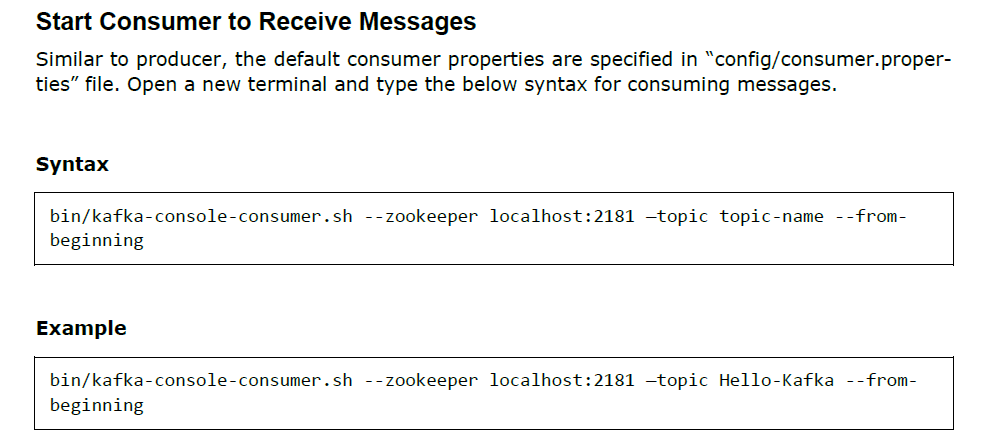 Start Consumer to Receive Messages
Similar to producer, the default consumer properties are specified in “config/consumer.proper-
ties” file. Open a new terminal and type the below syntax for consuming messages.
Syntax
bin/kafka-console-consumer.sh --zookeeper localhost:2181 —topic topic-name --from-
beginning
Example
bin/kafka-console-consumer.sh --zookeeper localhost:2181 —topic Hello-Kafka --from-
beginning